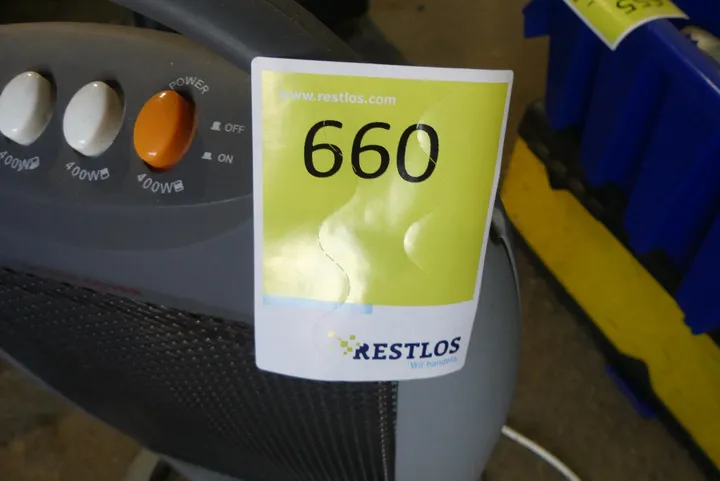 www.restlos.com
660
RESTLOS
Wir handeln.
POWER
OFF
ON
400W
400W
400W